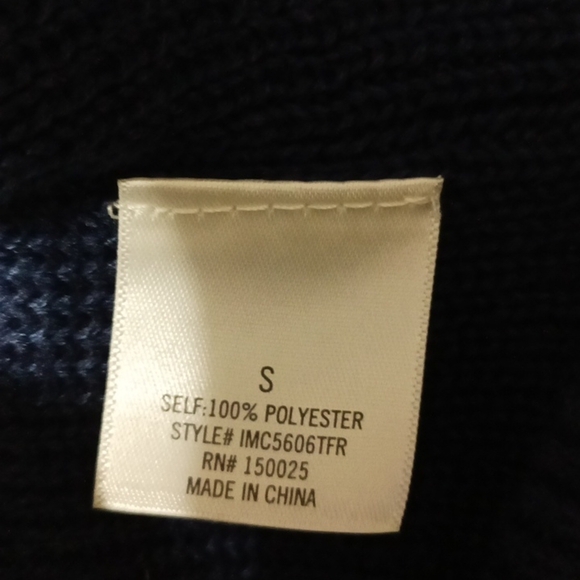 S
SELF:100% POLYESTER
STYLE# IMC5606TFR
RN# 150025
MADE IN CHINA